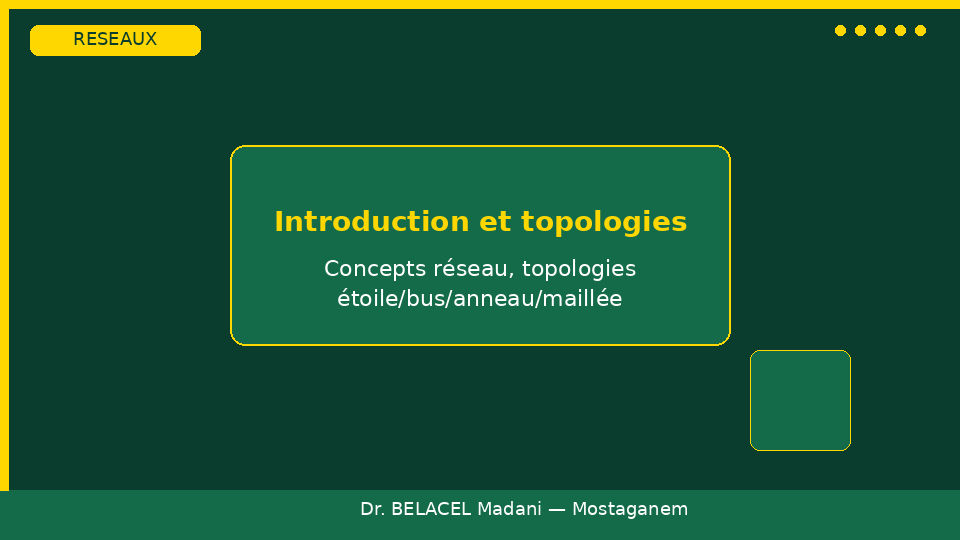 RESEAUX
Introduction et topologies
Concepts réseau, topologies
étoile/bus/anneau/maillée
Dr. BELACEL Madani — Mostaganem